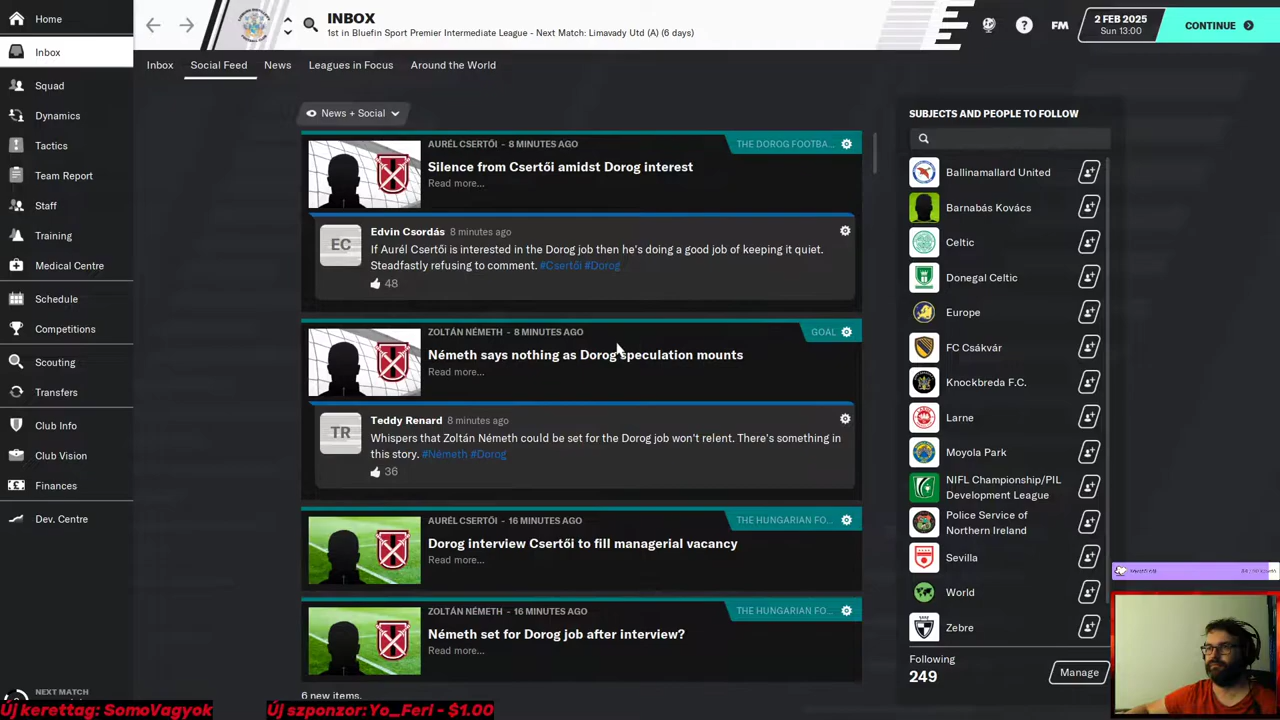 Home
INBOX
1st in Bluefin Sport Premier Intermediate League - Next Match: Limavady Utd (A) (6 days)
FM
2 FEB 2025
Sun 13:00
CONTINUE
Inbox
Squad
Dynamics
Tactics
Team Report
Staff
Training
Medical Centre
Schedule
Competitions
Scouting
Transfers
Club Info
Club Vision
Finances
Dev. Centre
NEXT MATCH
Inbox
Social Feed
News
Leagues in Focus
Around the World
News + Social
AURÉL CSERTŐI - 8 MINUTES AGO
THE DOROG FOOTBA...
Silence from Csertői amidst Dorog interest
Read more...
EC
Edvin Csordás 8 minutes ago
If Aurél Csertői is interested in the Dorog job then he's doing a good job of keeping it quiet.
Steadfastly refusing to comment. #Csertői #Dorog
48
ZOLTÁN NÉMETH - 8 MINUTES AGO
GOAL
Németh says nothing as Dorog speculation mounts
Read more...
TR
Teddy Renard 8 minutes ago
Whispers that Zoltán Németh could be set for the Dorog job won't relent. There's something in
this story. #Németh #Dorog
36
AURÉL CSERTŐI - 16 MINUTES AGO
THE HUNGARIAN FO...
Dorog interview Csertői to fill managerial vacancy
Read more...
ZOLTÁN NÉMETH - 16 MINUTES AGO
THE HUNGARIAN FO...
Németh set for Dorog job after interview?
Read more...
6 new items.
SUBJECTS AND PEOPLE TO FOLLOW
Ballinamallard United
Barnabás Kovács
Celtic
Donegal Celtic
Europe
FC Csákvár
Knockbreda F.C.
Larne
Moyola Park
NIFL Championship/PIL
Development League
Police Service of
Northern Ireland
Sevilla
World
Zebre
Following
249
Manage
Új kerettag: SomoVagyok
Új szponzor: Yo_Feri - $1.00